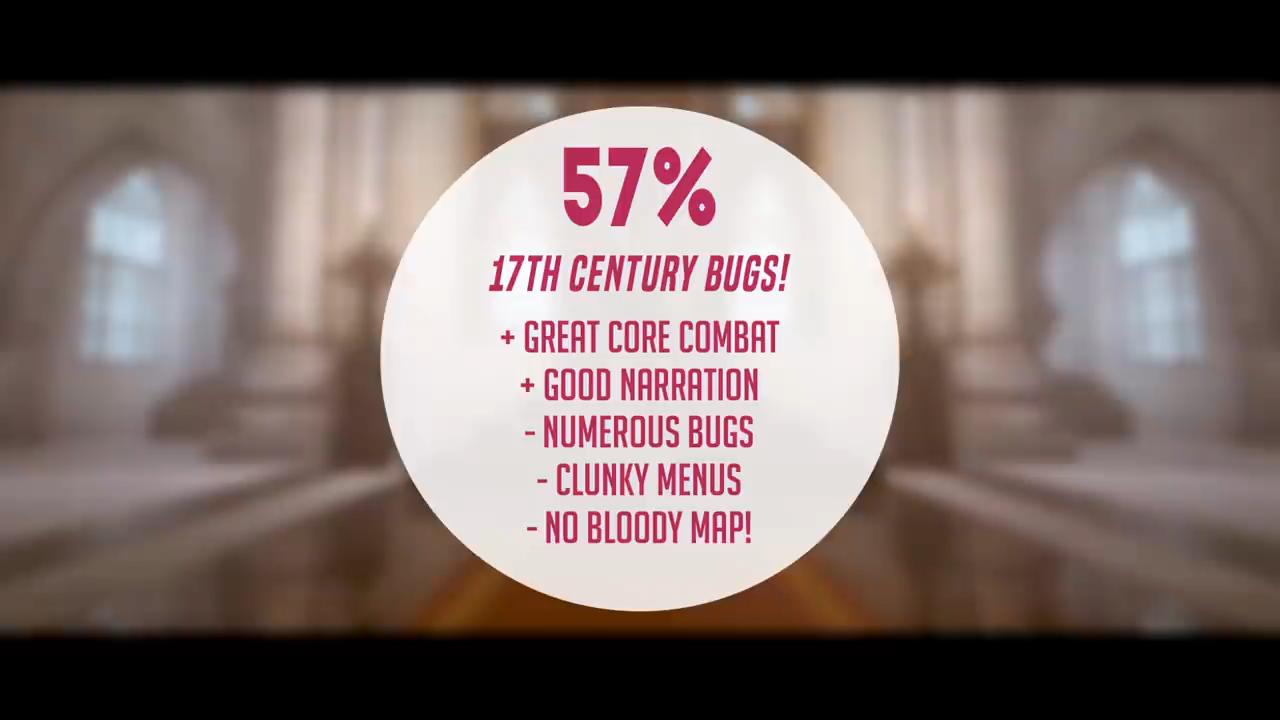 57%
17TH CENTURY BUGS!
+ GREAT CORE COMBAT
+ GOOD NARRATION
- NUMEROUS BUGS
- CLUNKY MENUS
- NO BLOODY MAP!